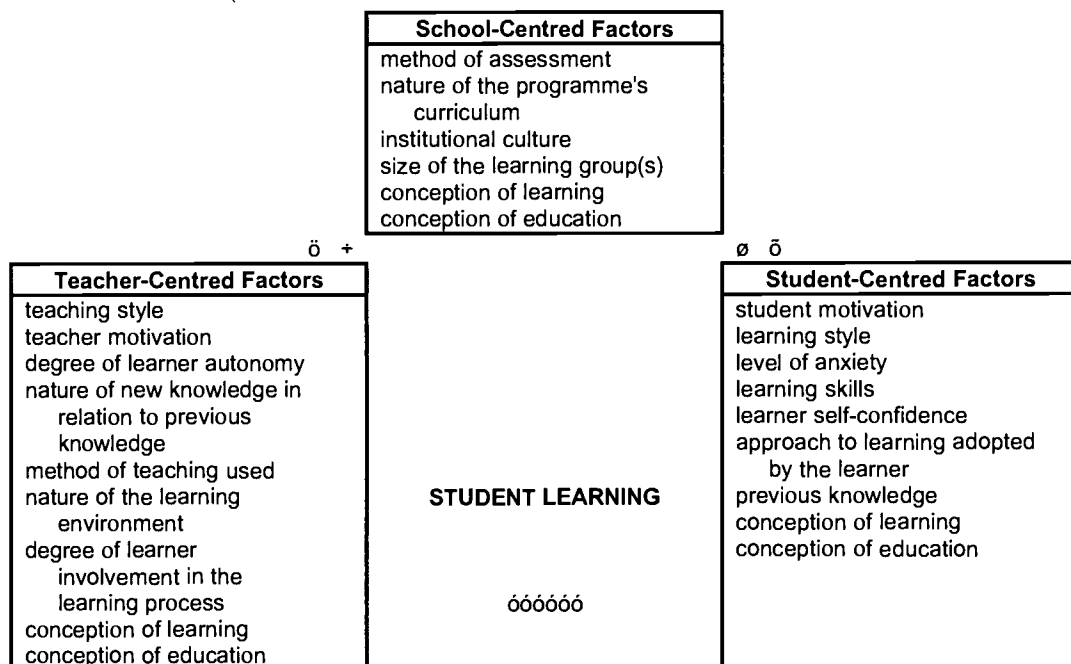 School-Centred Factors
method of assessment
nature of the programme's
curriculum
institutional culture
size of the learning group(s)
conception of learning
conception of education
ö ÷
ø õ
Teacher-Centred Factors
teaching style
teacher motivation
degree of learner autonomy
nature of new knowledge in
relation to previous
knowledge
method of teaching used
nature of the learning
environment
degree of learner
involvement in the
learning process
conception of learning
conception of education
STUDENT LEARNING
óóóóóó
Student-Centred Factors
student motivation
learning style
level of anxiety
learning skills
learner self-confidence
approach to learning adopted
by the learner
previous knowledge
conception of learning
conception of education